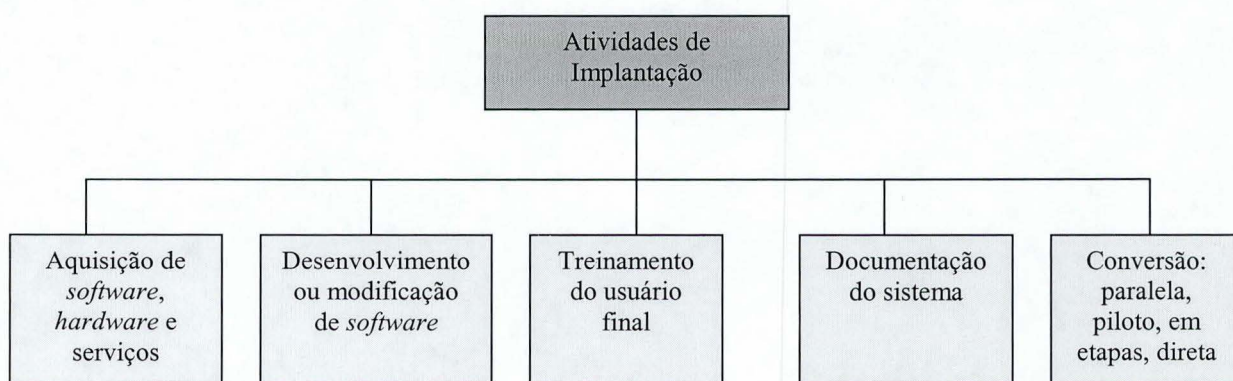 Atividades de
Implantação
Aquisição de
software,
hardware e
serviços
Desenvolvimento
ou modificação
de software
Treinamento
do usuário
final
Documentação
do sistema
Conversão:
paralela,
piloto, em
etapas, direta